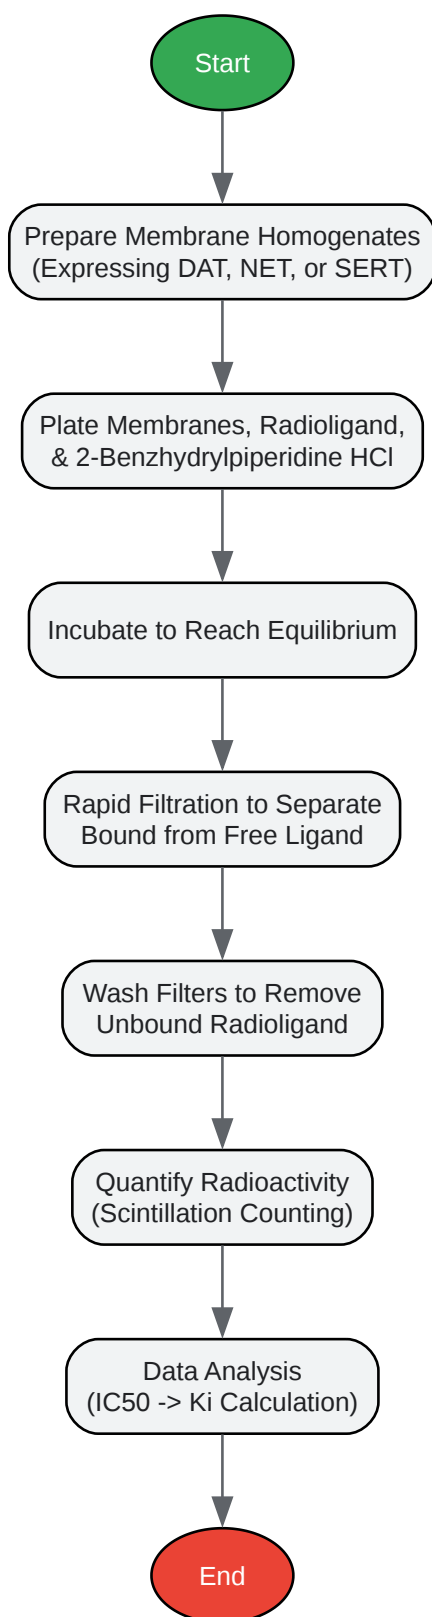 Start
Prepare Membrane Homogenates
(Expressing DAT, NET, or SERT)
Plate Membranes, Radioligand,
& 2-Benzhydrylpiperidine HCl
Incubate to Reach Equilibrium
Rapid Filtration to Separate
Bound from Free Ligand
Wash Filters to Remove
Unbound Radioligand
Quantify Radioactivity
(Scintillation Counting)
Data Analysis
(IC50 -> Ki Calculation)
End